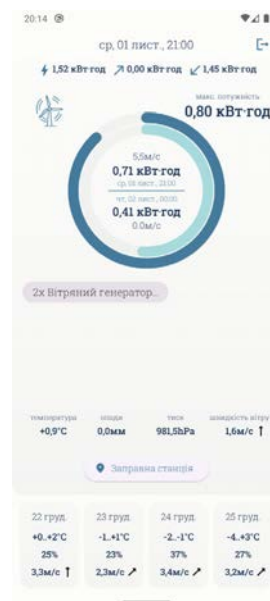 20:14
ср, 01 лист., 21:00
1,52 кВт·год 0,00 кВт·год 1,45 кВт·год
макс. потужність
0,80 кВт·год
5,5м/с
0,71 кВт·год
ср, 01 лист., 23:00
чт, 02 лист., 00:00
0,41 кВт·год
0.0м/с
2x Вітряний генератор...
температура опади тиск швидкість вітру
+0,9°C 0,0мм 981,5hPa 1,6м/с
Заправна станція
22 груд. 23 груд. 24 груд. 25 груд.
+0..+2°C -1..+1°C -2..-1°C -4..+3°C
25% 23% 37% 27%
3,3м/с 2,3м/с 3,4м/с 3,2м/с